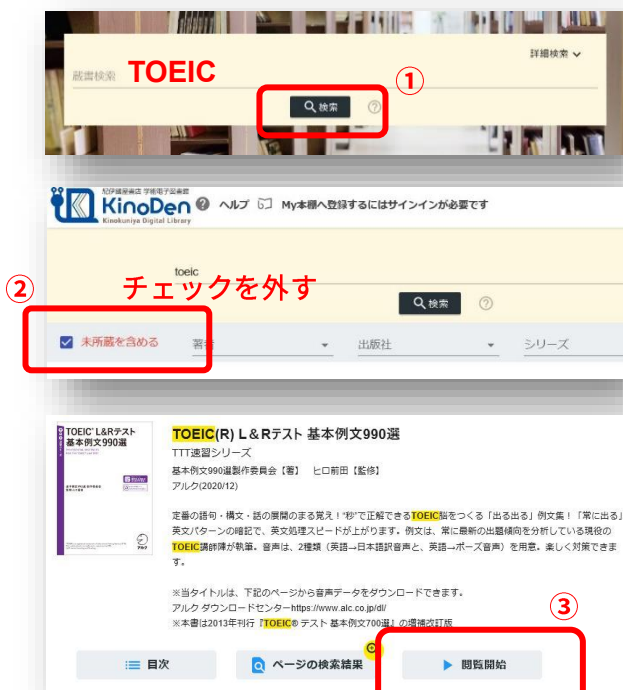 詳細検索
蔵書検索 TOEIC
①
検索
紀伊國屋書店 学術電子図書館
KinoDen
Kinokuniya Digital Library
ヘルプ My本棚へ登録するにはサインインが必要です
toeic
② チェックを外す
検索
未所蔵を含める 著者 出版社 シリーズ
TOEIC L&Rテスト
基本例文990選
アルク
TOEIC(R) L&Rテスト 基本例文990選
TTT速習シリーズ
基本例文990選製作委員会【著】 ヒロ前田【監修】
アルク(2020/12)
定番の語句・構文・話の展開のまる覚え!“秒”で正解できるTOEIC脳をつくる「出る出る」例文集!「常に出る」
英文パターンの暗記で、英文処理スピードが上がります。例文は、常に最新の出題傾向を分析している現役の
TOEIC講師陣が執筆。音声は、2種類(英語→日本語訳音声と、英語→ポーズ音声)を用意。楽しく対策できま
す。
※当タイトルは、下記のページから音声データをダウンロードできます。
アルク ダウンロードセンターhttps://www.alc.co.jp/dl/
※本書は2013年刊行『TOEIC® テスト 基本例文700選』の増補改訂版
③
目次 ページの検索結果 閲覧開始